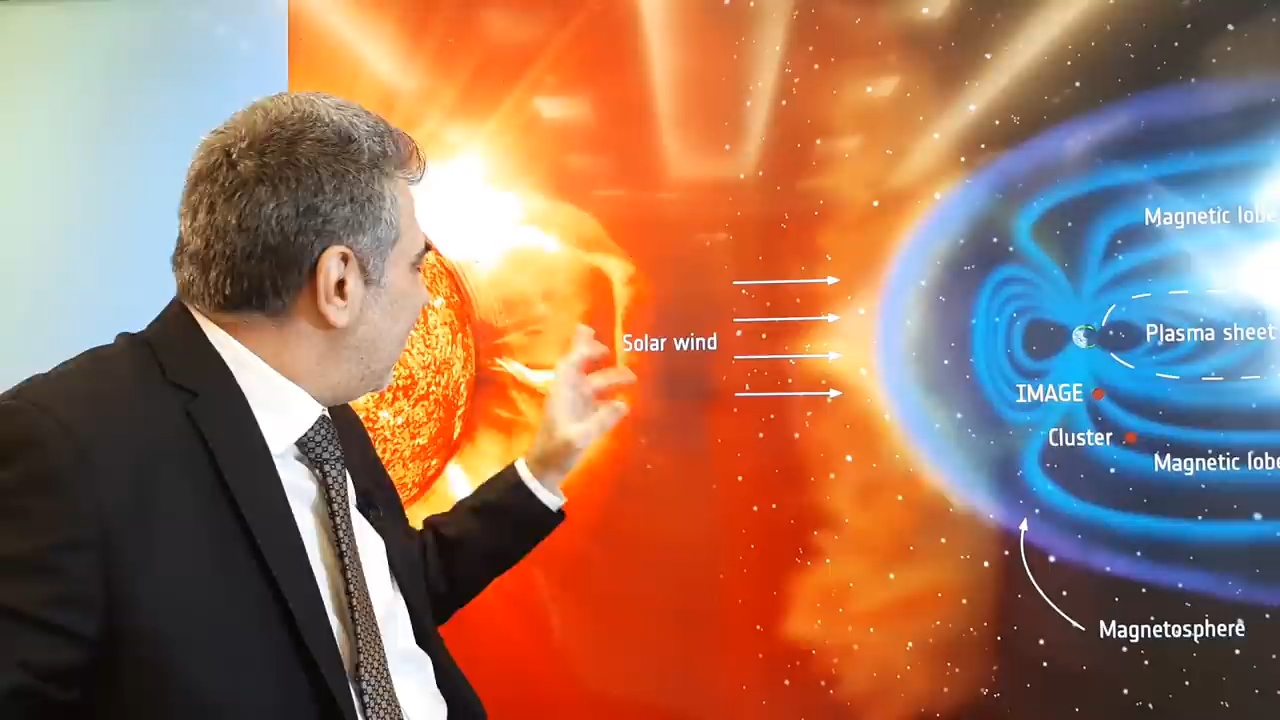 Magnetic lobe
Solar wind
Plasma sheet
IMAGE
Cluster
Magnetic lobe
Magnetosphere